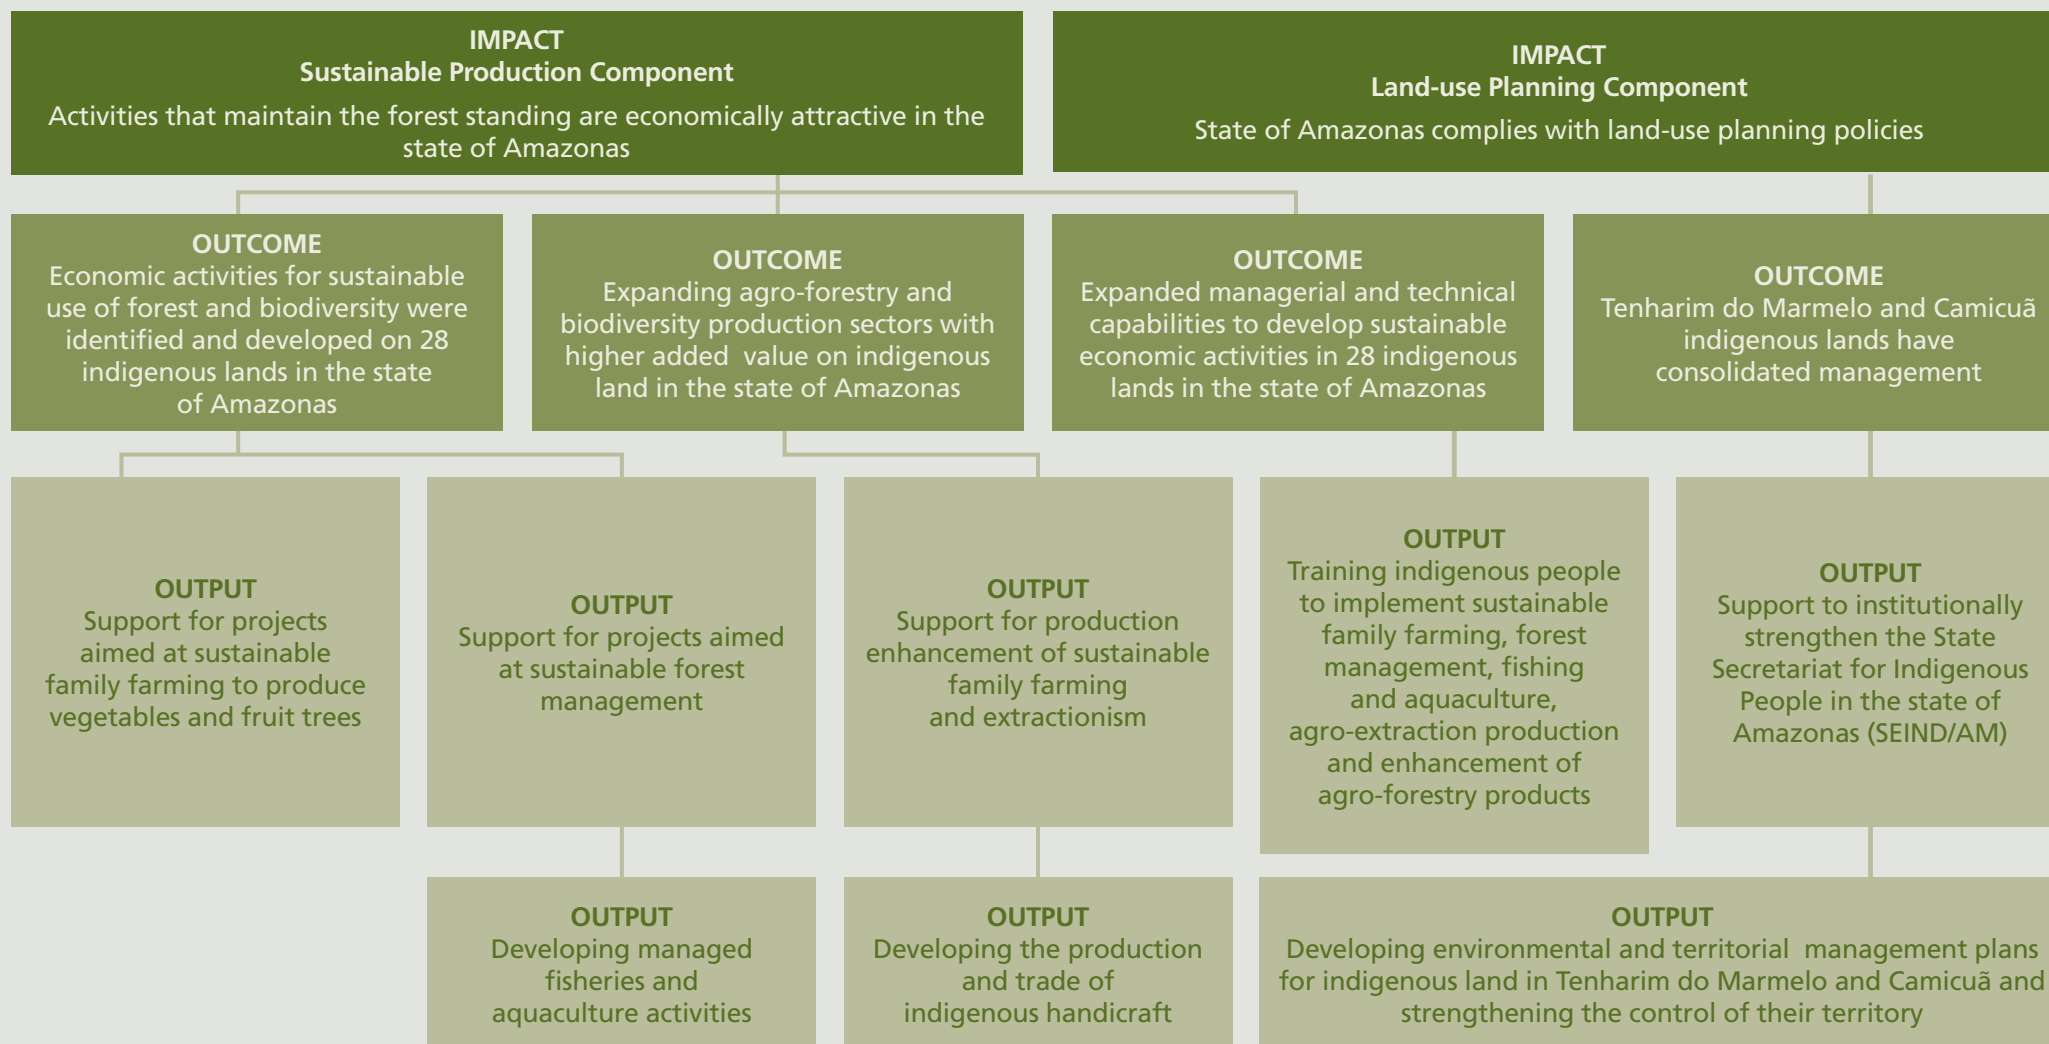 IMPACT
Sustainable Production Component
Activities that maintain the forest standing are economically attractive in the
state of Amazonas
IMPACT
Land-use Planning Component
State of Amazonas complies with land-use planning policies
OUTCOME
Economic activities for sustainable
use of forest and biodiversity were
identified and developed on 28
indigenous lands in the state
of Amazonas
OUTCOME
Expanding agro-forestry and
biodiversity production sectors with
higher added value on indigenous
land in the state of Amazonas
OUTCOME
Expanded managerial and technical
capabilities to develop sustainable
economic activities in 28 indigenous
lands in the state of Amazonas
OUTCOME
Tenharim do Marmelo and Camicuã
indigenous lands have
consolidated management
OUTPUT
Support for projects
aimed at sustainable
family farming to produce
vegetables and fruit trees
OUTPUT
Support for projects aimed
at sustainable forest
management
OUTPUT
Support for production
enhancement of sustainable
family farming
and extractionism
OUTPUT
Training indigenous people
to implement sustainable
family farming, forest
management, fishing
and aquaculture,
agro-extraction production
and enhancement of
agro-forestry products
OUTPUT
Support to institutionally
strengthen the State
Secretariat for Indigenous
People in the state of
Amazonas (SEIND/AM)
OUTPUT
Developing managed
fisheries and
aquaculture activities
OUTPUT
Developing the production
and trade of
indigenous handicraft
OUTPUT
Developing environmental and territorial management plans
for indigenous land in Tenharim do Marmelo and Camicuã and
strengthening the control of their territory